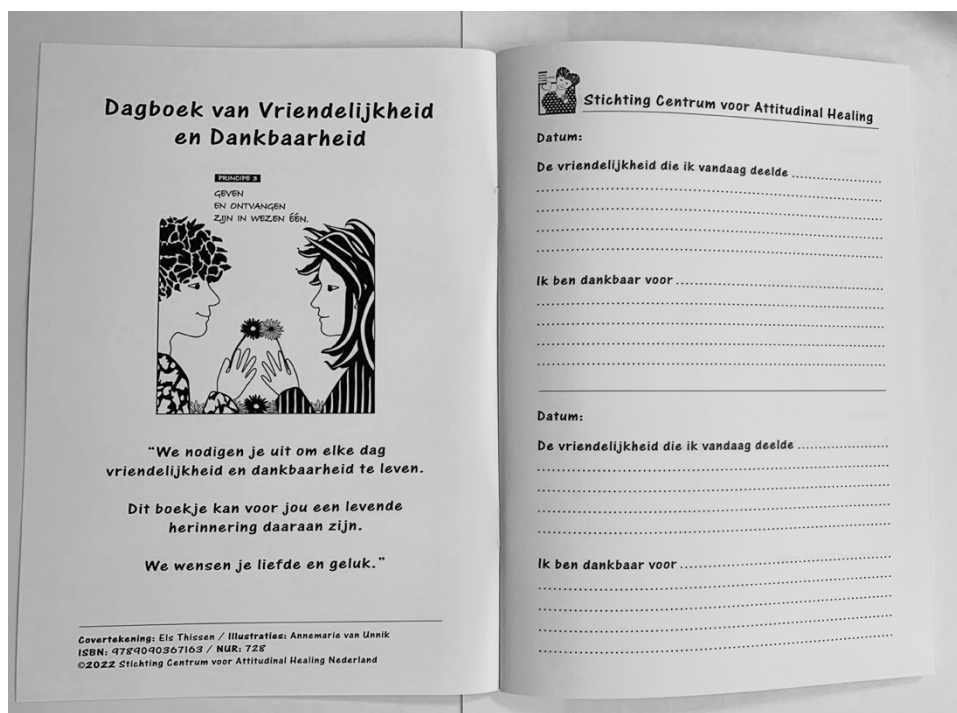 Dagboek van Vriendelijkheid
en Dankbaarheid
PRINCIPE 3
GEVEN
EN ONTVANGEN
ZIJN IN WEZEN ÉÉN.
"We nodigen je uit om elke dag
vriendelijkheid en dankbaarheid te leven.
Dit boekje kan voor jou een levende
herinnering daaraan zijn.
We wensen je liefde en geluk."
Covertekening: Els Thissen / Illustraties: Annemarie van Unnik
ISBN: 9789090367163 / NUR: 728
©2022 Stichting Centrum voor Attitudinal Healing Nederland
Stichting Centrum voor Attitudinal Healing
Datum:
De vriendelijkheid die ik vandaag deelde
Ik ben dankbaar voor
Datum:
De vriendelijkheid die ik vandaag deelde
Ik ben dankbaar voor